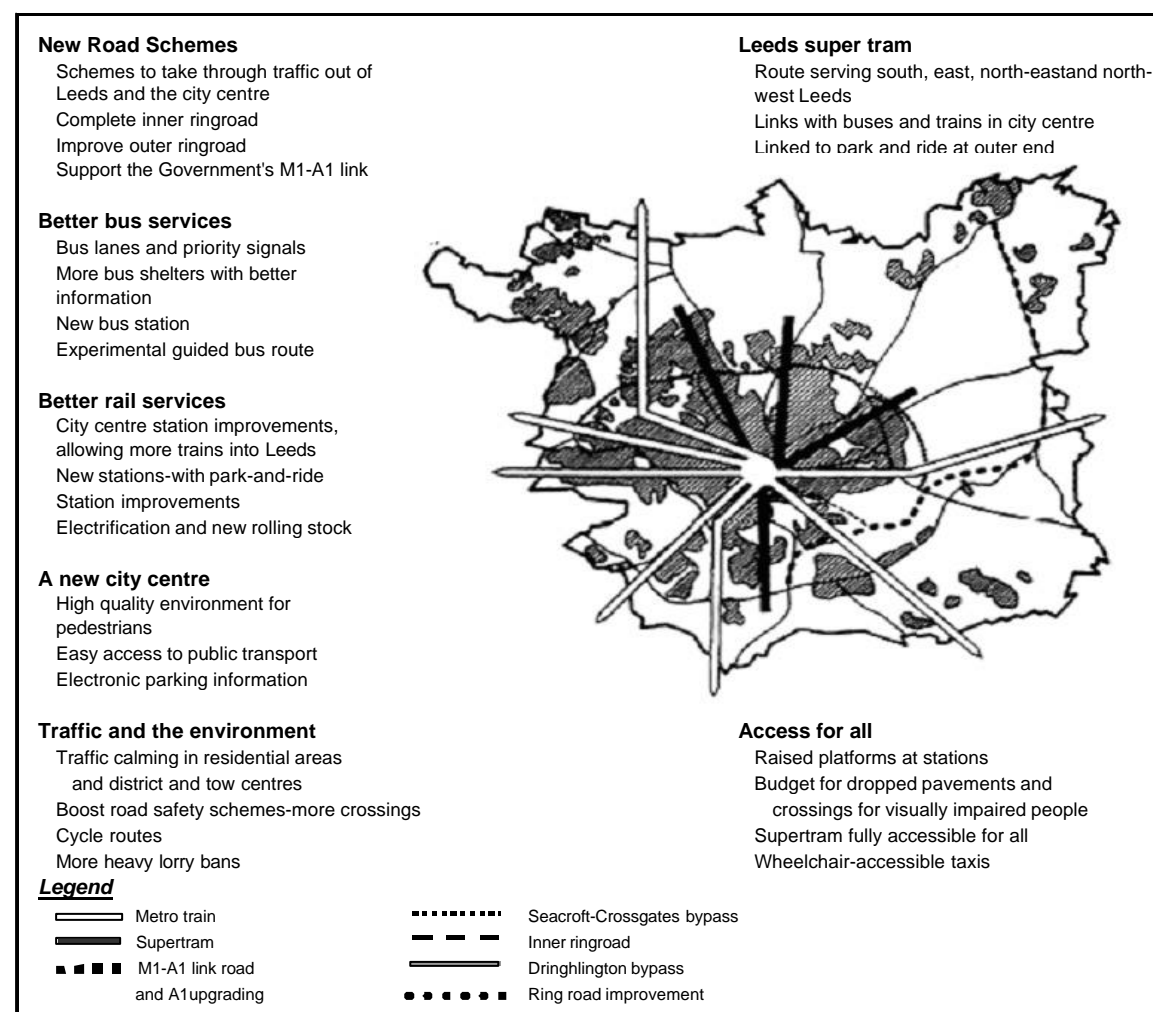 New Road Schemes
Schemes to take through traffic out of
Leeds and the city centre
Complete inner ringroad
Improve outer ringroad
Support the Government's M1-A1 link
Better bus services
Bus lanes and priority signals
More bus shelters with better
information
New bus station
Experimental guided bus route
Better rail services
City centre station improvements,
allowing more trains into Leeds
New stations-with park-and-ride
Station improvements
Electrification and new rolling stock
A new city centre
High quality environment for
pedestrians
Easy access to public transport
Electronic parking information
Traffic and the environment
Traffic calming in residential areas
and district and tow centres
Boost road safety schemes-more crossings
Cycle routes
More heavy lorry bans
Leeds super tram
Route serving south, east, north-eastand north-
west Leeds
Links with buses and trains in city centre
Linked to park and ride at outer end
Access for all
Raised platforms at stations
Budget for dropped pavements and
crossings for visually impaired people
Supertram fully accessible for all
Wheelchair-accessible taxis
Legend
Metro train
Supertram
M1-A1 link road
and A1upgrading
Seacroft-Crossgates bypass
Inner ringroad
Dringhlington bypass
Ring road improvement